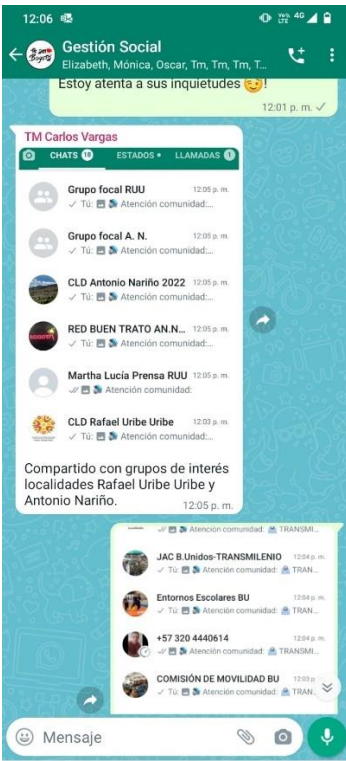 12:06
Vo)) LTE 4G
Gestión Social
Elizabeth, Mónica, Oscar, Tm, Tm, Tm, T...
Estoy atenta a sus inquietudes 😉!
12:01 p. m.
TM Carlos Vargas
CHATS 18 ESTADOS • LLAMADAS 1
Grupo focal RUU 12:05 p. m.
Tú: Atención comunidad:...
Grupo focal A. N. 12:05 p. m.
Tú: Atención comunidad:...
CLD Antonio Nariño 2022 12:05 p. m.
Tú: Atención comunidad:...
RED BUEN TRATO AN.N... 12:05 p. m.
Tú: Atención comunidad:...
Martha Lucía Prensa RUU 12:05 p. m.
Atención comunidad:
CLD Rafael Uribe Uribe 12:03 p. m.
Tú: Atención comunidad:...
Compartido con grupos de interés
localidades Rafael Uribe Uribe y
Antonio Nariño.
12:05 p. m.
Atención comunidad: TRANSMI...
JAC B.Unidos-TRANSMILENIO 12:04 p. m.
Tú: Atención comunidad: TRAN...
Entornos Escolares BU 12:04 p. m.
Tú: Atención comunidad: TRAN...
+57 320 4440614 12:04 p. m.
Atención comunidad: TRANSMI...
COMISIÓN DE MOVILIDAD BU 12:03 p
Tú: Atención comunidad: TRAN...
Mensaje